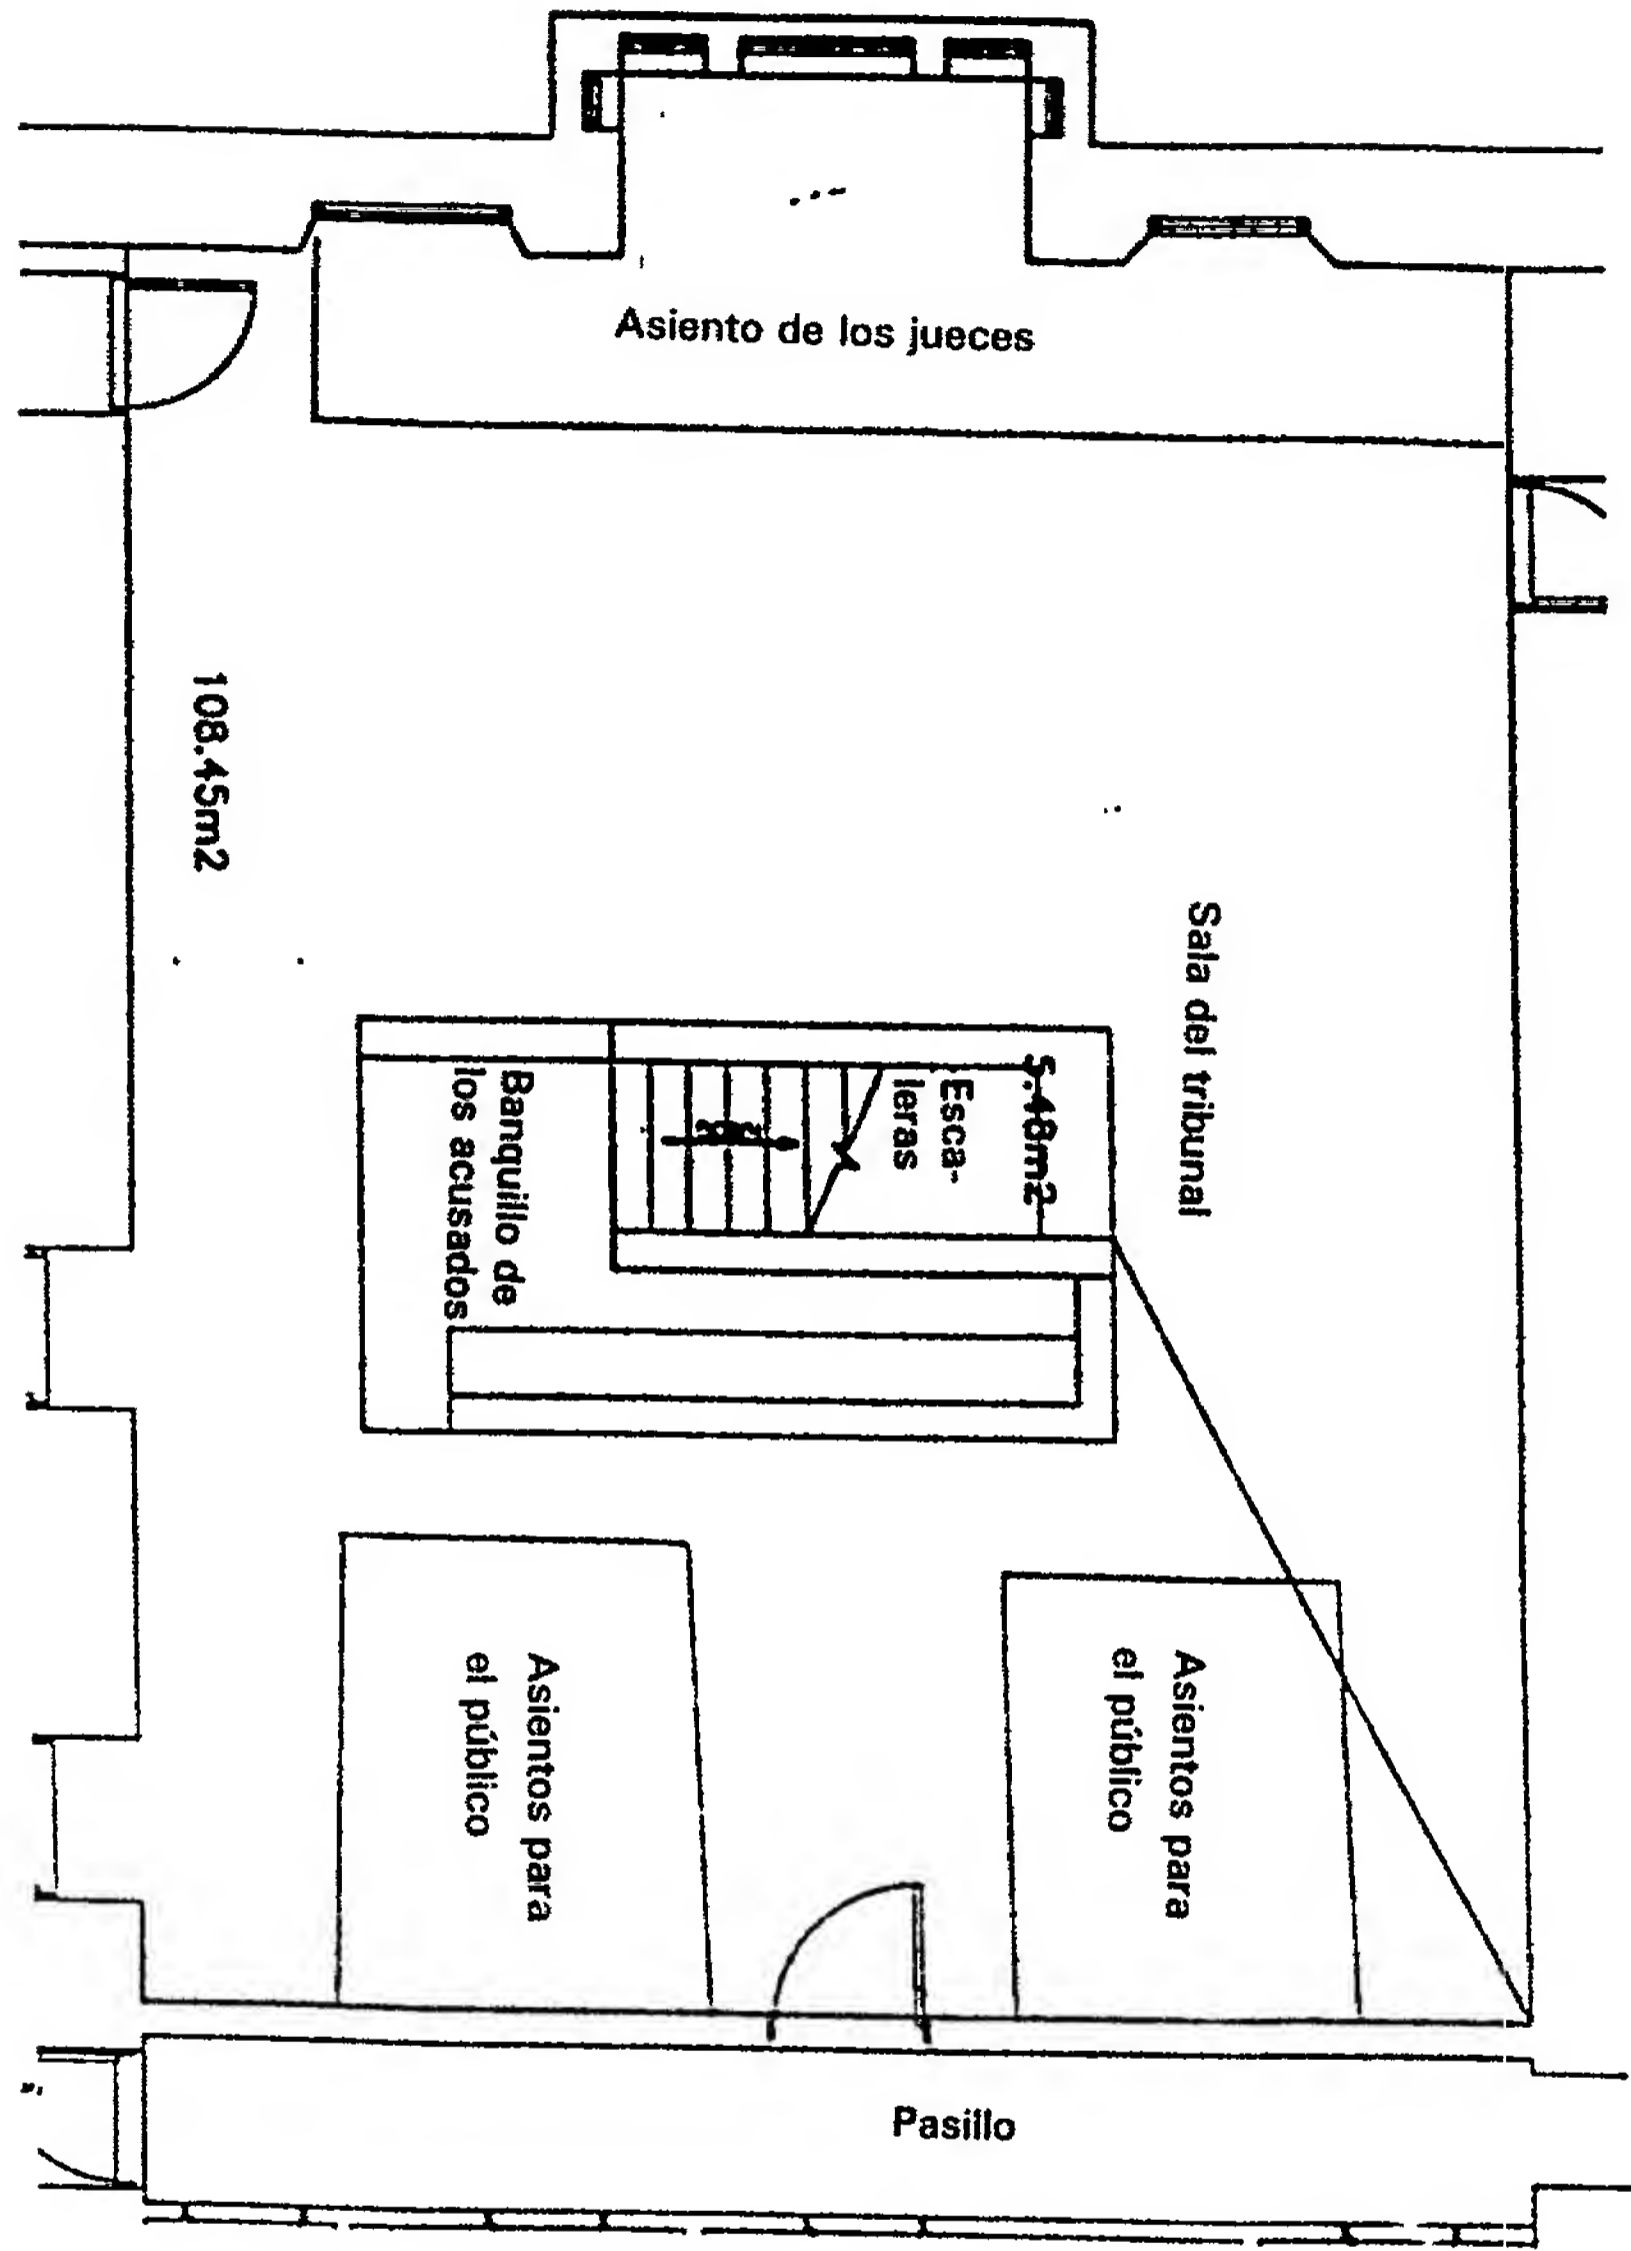 Asiento de los jueces
108.45m2
Sala del tribunal
5.48m2
Esca-
leras
Banquillo de
los acusados
Asientos para
el público
Asientos para
el público
Pasillo